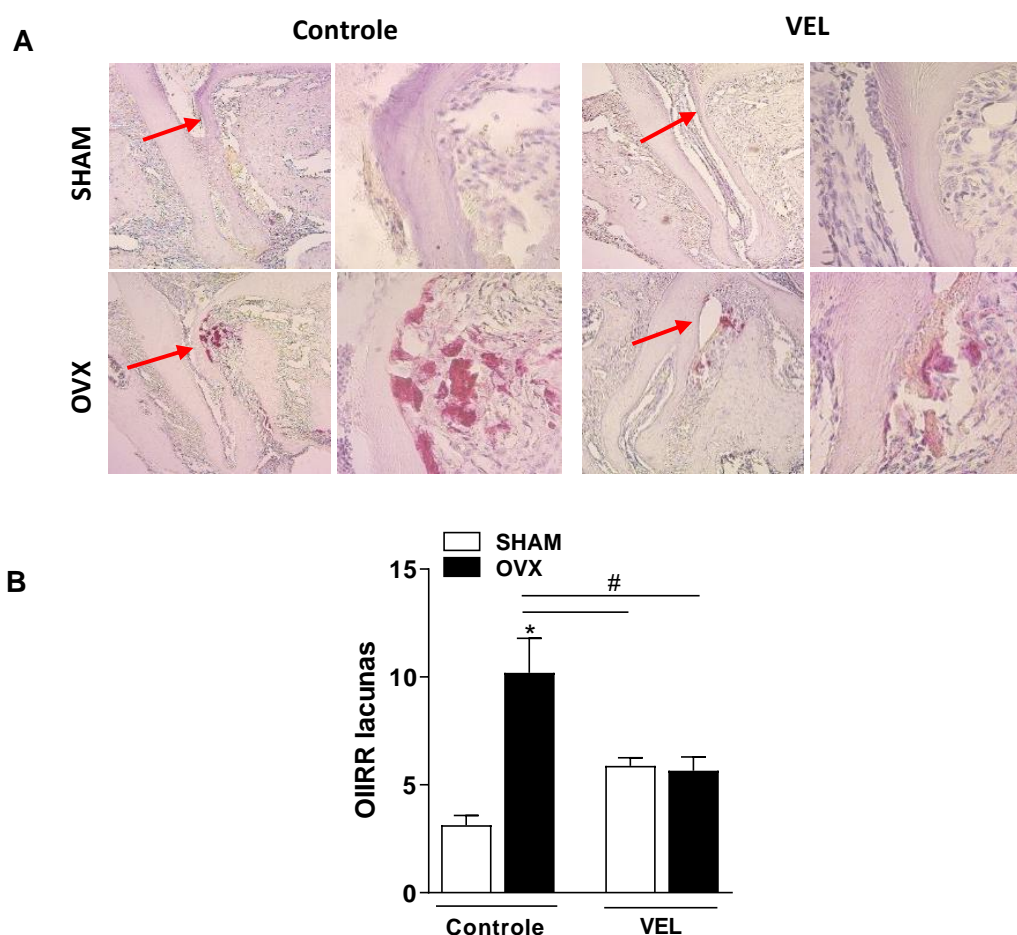 A
Controle
VEL
SHAM
OVX
B
SHAM
OVX
OIIRR lacunas
15
10
5
0
#
*
Controle
VEL